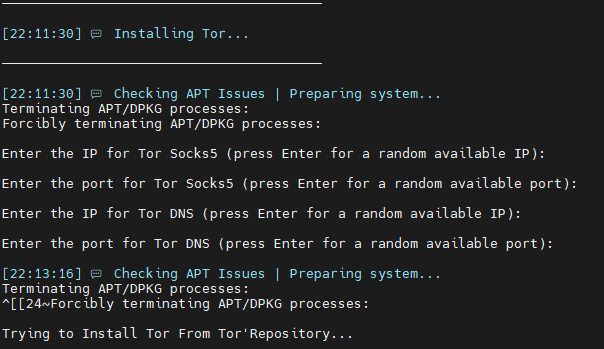 [22:11:30] 💬 Installing Tor...
[22:11:30] 💬 Checking APT Issues | Preparing system...
Terminating APT/DPKG processes:
Forcibly terminating APT/DPKG processes:
Enter the IP for Tor Socks5 (press Enter for a random available IP):
Enter the port for Tor Socks5 (press Enter for a random available port):
Enter the IP for Tor DNS (press Enter for a random available IP):
Enter the port for Tor DNS (press Enter for a random available port):
[22:13:16] 💬 Checking APT Issues | Preparing system...
Terminating APT/DPKG processes:
^[[24~Forcibly terminating APT/DPKG processes:
Trying to Install Tor From Tor'Repository...